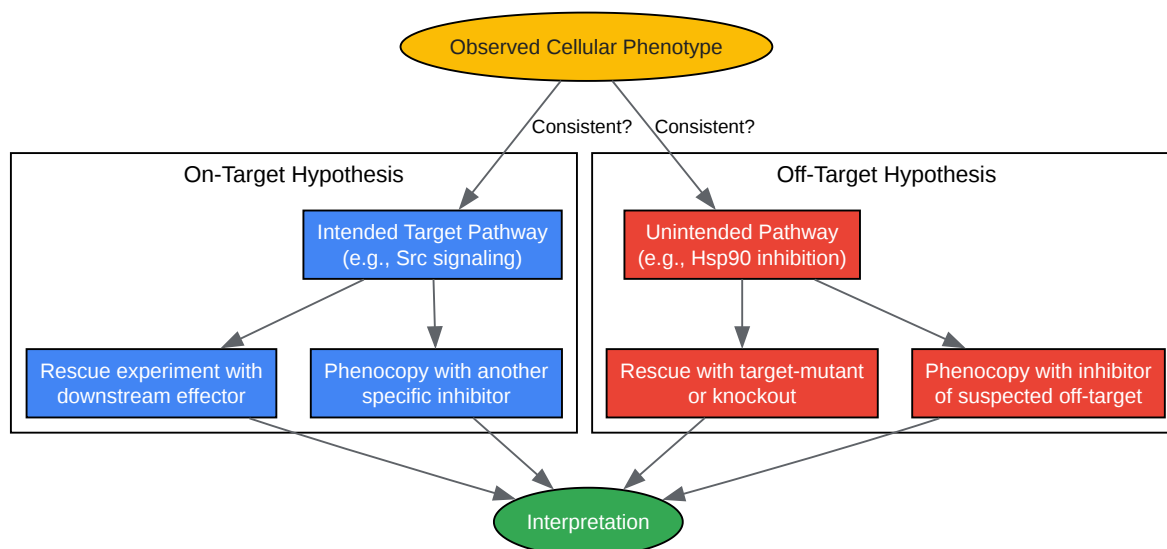 Observed Cellular Phenotype
Consistent?
Consistent?
On-Target Hypothesis
Off-Target Hypothesis
Intended Target Pathway
(e.g., Src signaling)
Unintended Pathway
(e.g., Hsp90 inhibition)
Rescue experiment with
downstream effector
Phenocopy with another
specific inhibitor
Rescue with target-mutant
or knockout
Phenocopy with inhibitor
of suspected off-target
Interpretation